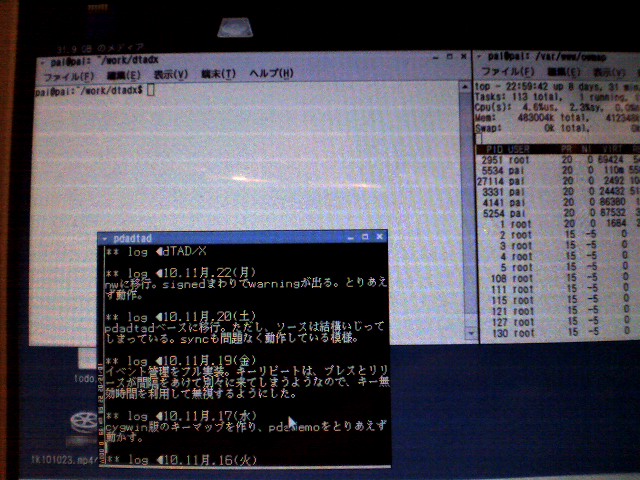 31.9 GB のメディア
pai@pai: ~/work/dtadx
ファイル(F) 編集(E) 表示(V) 端末(T) ヘルプ(H)
pai@pai:~/work/dtadx$
pai@pai: /var/www/
ファイル(F) 編集(E) 表示(V)
top - 22:59:42 up 8 days, 31 min,
Tasks: 113 total, 1 running,
Cpu(s): 4.6%us, 2.3%sy, 0.0%
Mem: 483004k total, 412348
Swap: 0k total,
PID USER PR NI VIRT
2951 root 20 0 69424
5534 pai 20 0 110m
27114 pai 20 0 2492
3331 pai 20 0 24432
4141 pai 20 0 86380
5254 pai 20 0 87532
1 root 20 0 1684
2 root 15 -5 0
3 root 15 -5 0
4 root 15 -5 0
5 root 15 -5 0
108 root 15 -5 0
111 root 15 -5 0
115 root 15 -5 0
121 root 15 -5 0
127 root 15 -5 0
130 root 15 -5 0
pdadtad
** log ◀dTAD/X
** log ◀10.11月.22(月)
nwに移行。signedまわりでwarningが出る。とりあえ
ず動作。
** log ◀10.11月.20(土)
pdadtadベースに移行。ただし、ソースは結構いじって
しまっている。syncも問題なく動作している模様。
** log ◀10.11月.19(金)
イベント管理をフル実装。キーリピートは、プレスとリリ
ースが間隔をあけて別々に来てしまうようなので、キー無
効時間を利用して無視するようにした。
** log ◀10.11月.17(水)
cygwin版のキーマップを作り、pdademoをとりあえず
動かす。
** log ◀10.11月.16(火)
todo.
tk101023.mp4